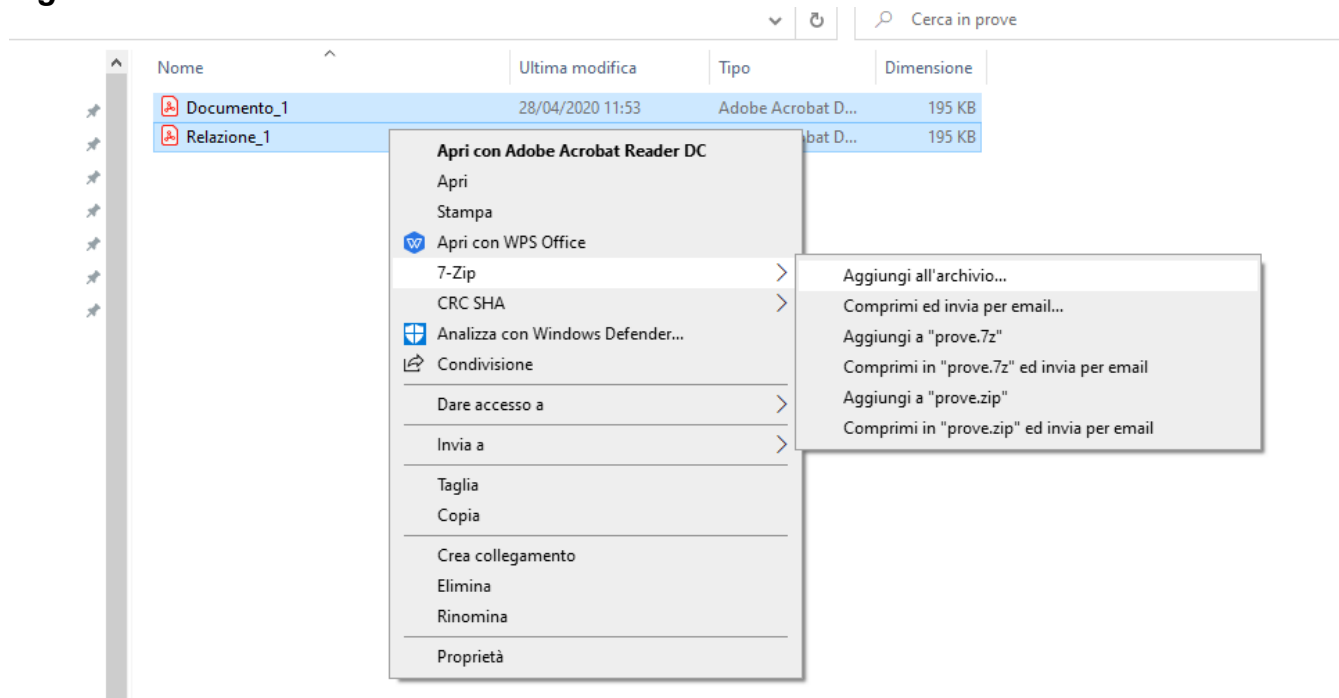 Cerca in prove
Nome Ultima modifica Tipo Dimensione
Documento_1 28/04/2020 11:53 Adobe Acrobat D... 195 KB
Relazione_1 bat D... 195 KB
Apri con Adobe Acrobat Reader DC
Apri
Stampa
Apri con WPS Office
7-Zip
CRC SHA
Analizza con Windows Defender...
Condivisione
Dare accesso a
Invia a
Taglia
Copia
Crea collegamento
Elimina
Rinomina
Proprietà
Aggiungi all'archivio...
Comprimi ed invia per email...
Aggiungi a "prove.7z"
Comprimi in "prove.7z" ed invia per email
Aggiungi a "prove.zip"
Comprimi in "prove.zip" ed invia per email